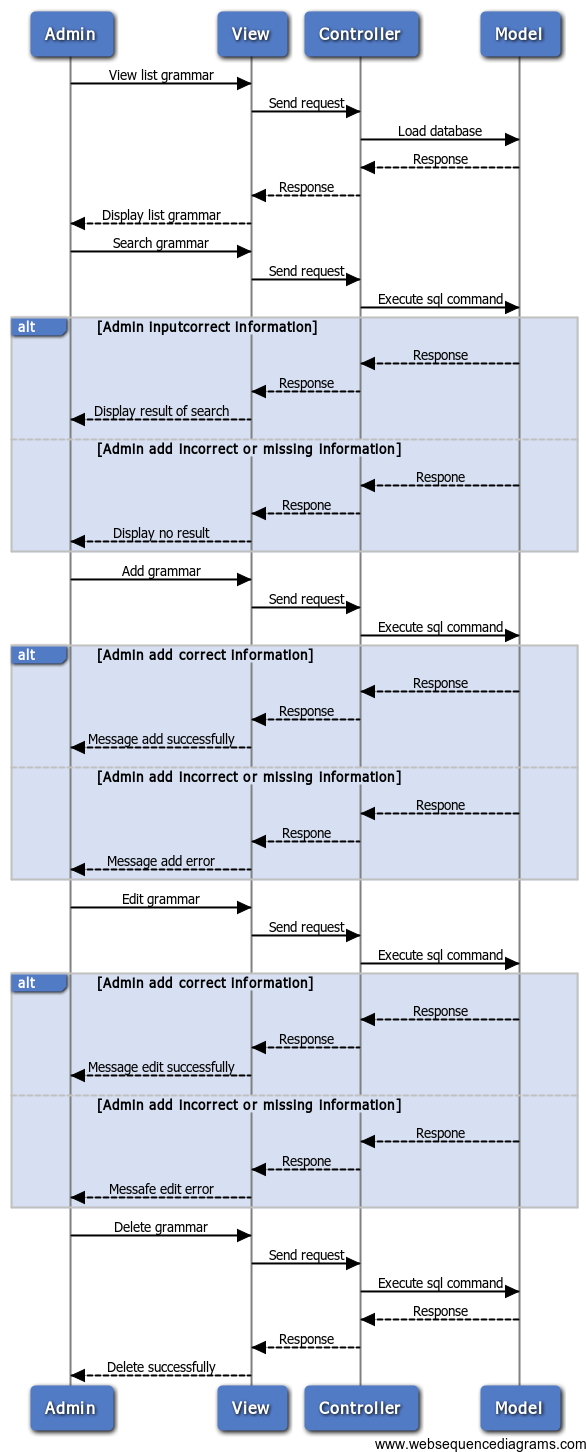 Admin View Controller Model
View list grammar
Send request
Load database
Response
Response
Display list grammar
Search grammar
Send request
Execute sql command
alt [Admin inputcorrect information]
Response
Response
Display result of search
[Admin add incorrect or missing information]
Respone
Respone
Display no result
Add grammar
Send request
Execute sql command
alt [Admin add correct information]
Response
Response
Message add successfully
[Admin add incorrect or missing information]
Respone
Respone
Message add error
Edit grammar
Send request
Execute sql command
alt [Admin add correct information]
Response
Response
Message edit successfully
[Admin add incorrect or missing information]
Respone
Respone
Messafe edit error
Delete grammar
Send request
Execute sql command
Response
Response
Delete successfully
Admin View Controller Model
www.websequencediagrams.com